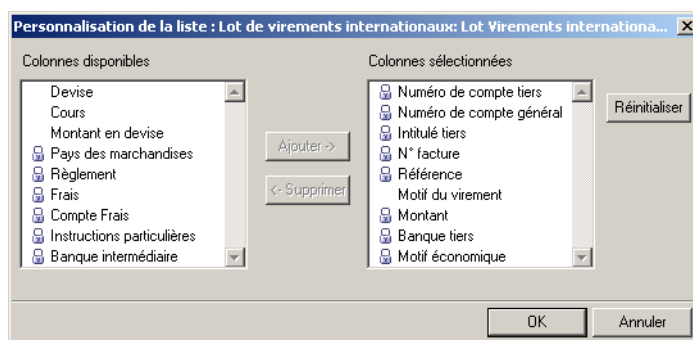 Personnalisation de la liste : Lot de virements internationaux: Lot Virements internationa...
Colonnes disponibles
Devise
Cours
Montant en devise
Pays des marchandises
Règlement
Frais
Compte Frais
Instructions particulières
Banque intermédiaire
Ajouter ->
<- Supprimer
Colonnes sélectionnées
Numéro de compte tiers
Numéro de compte général
Intitulé tiers
N° facture
Référence
Motif du virement
Montant
Banque tiers
Motif économique
Réinitialiser
OK
Annuler